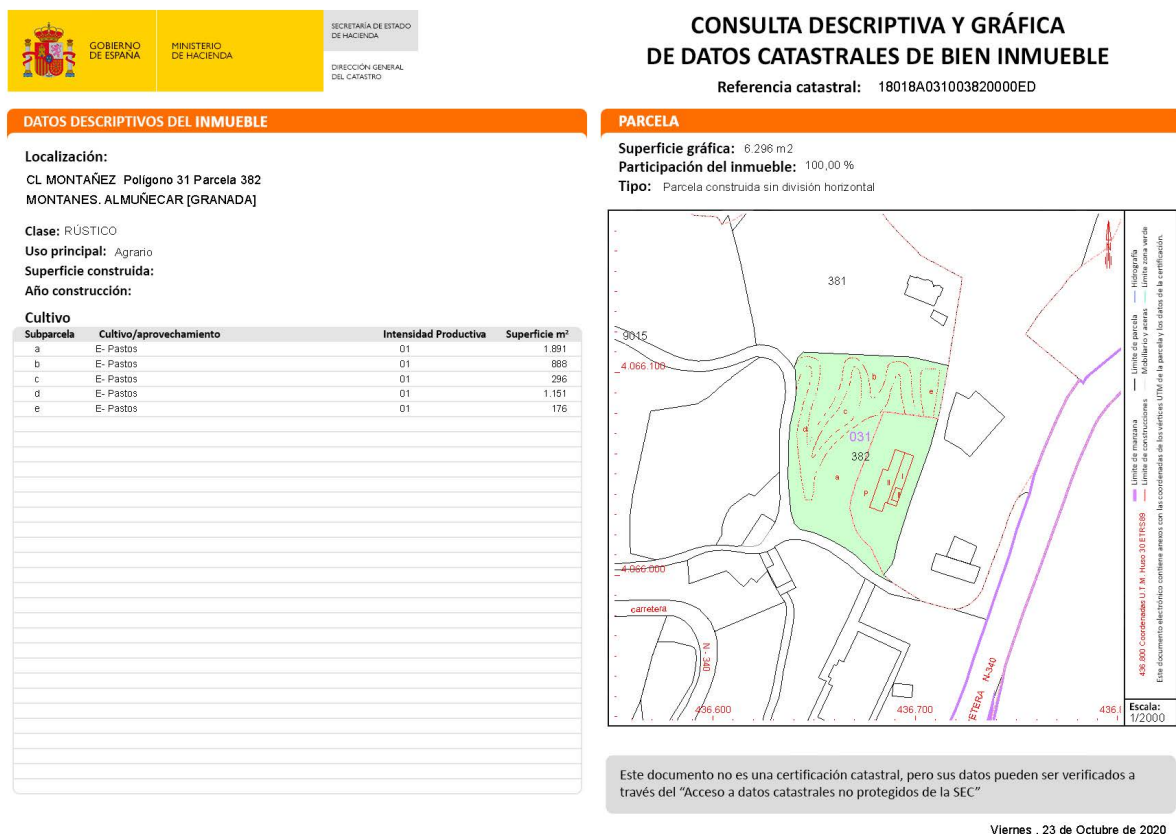 GOBIERNO
DE ESPAÑA
MINISTERIO
DE HACIENDA
SECRETARÍA DE ESTADO
DE HACIENDA
DIRECCIÓN GENERAL
DEL CATASTRO
CONSULTA DESCRIPTIVA Y GRÁFICA
DE DATOS CATASTRALES DE BIEN INMUEBLE
Referencia catastral: 18018A031003820000ED
DATOS DESCRIPTIVOS DEL INMUEBLE
Localización:
CL MONTAÑEZ Polígono 31 Parcela 382
MONTANES. ALMUÑECAR [GRANADA]
Clase: RÚSTICO
Uso principal: Agrario
Superficie construida:
Año construcción:
Cultivo
Subparcela Cultivo/aprovechamiento Intensidad Productiva Superficie m²
a E- Pastos 01 1.891
b E- Pastos 01 888
c E- Pastos 01 296
d E- Pastos 01 1.151
e E- Pastos 01 176
PARCELA
Superficie gráfica: 6.296 m2
Participación del inmueble: 100,00 %
Tipo: Parcela construida sin división horizontal
381
9015
4.066.100
b
e
c
d
031
382
a
P
II
I
4.066.000
carretera
N - 340
ETERA N-340
436.600
436.700
436.8
Límite de manzana Límite de parcela Hidrografía
Límite de construcciones Mobiliario y aceras Límite zona verde
436.800 Coordenadas U.T.M. Huso 30 ETRS89
Este documento electrónico contiene anexos con las coordenadas de los vértices UTM de la parcela y los datos de la certificación.
Escala:
1/2000
Este documento no es una certificación catastral, pero sus datos pueden ser verificados a
través del “Acceso a datos catastrales no protegidos de la SEC”
Viernes , 23 de Octubre de 2020